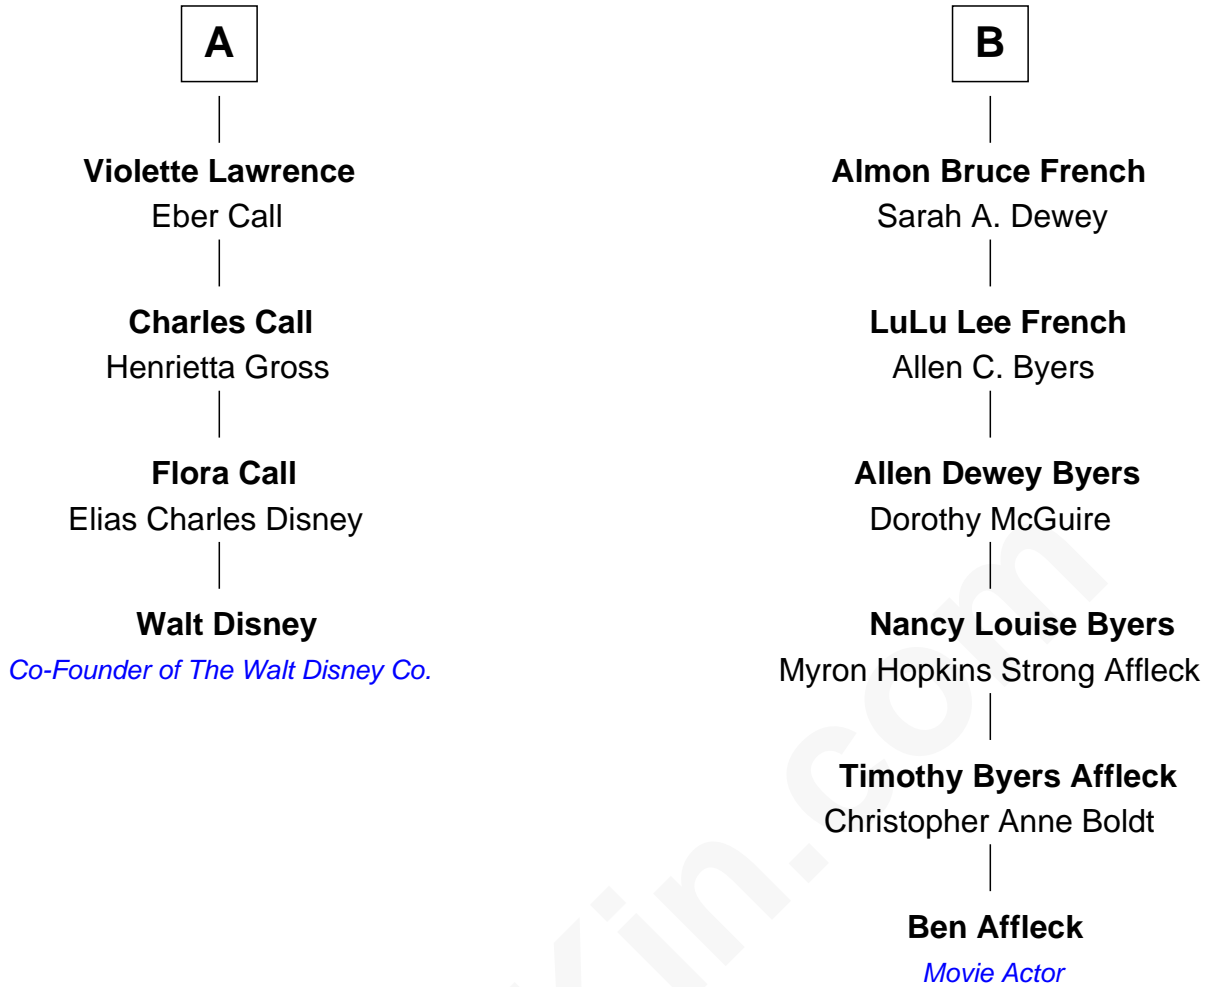 A
Violette Lawrence
Eber Call
Charles Call
Henrietta Gross
Flora Call
Elias Charles Disney
Walt Disney
Co-Founder of The Walt Disney Co.
B
Almon Bruce French
Sarah A. Dewey
LuLu Lee French
Allen C. Byers
Allen Dewey Byers
Dorothy McGuire
Nancy Louise Byers
Myron Hopkins Strong Affleck
Timothy Byers Affleck
Christopher Anne Boldt
Ben Affleck
Movie Actor
Kin.com